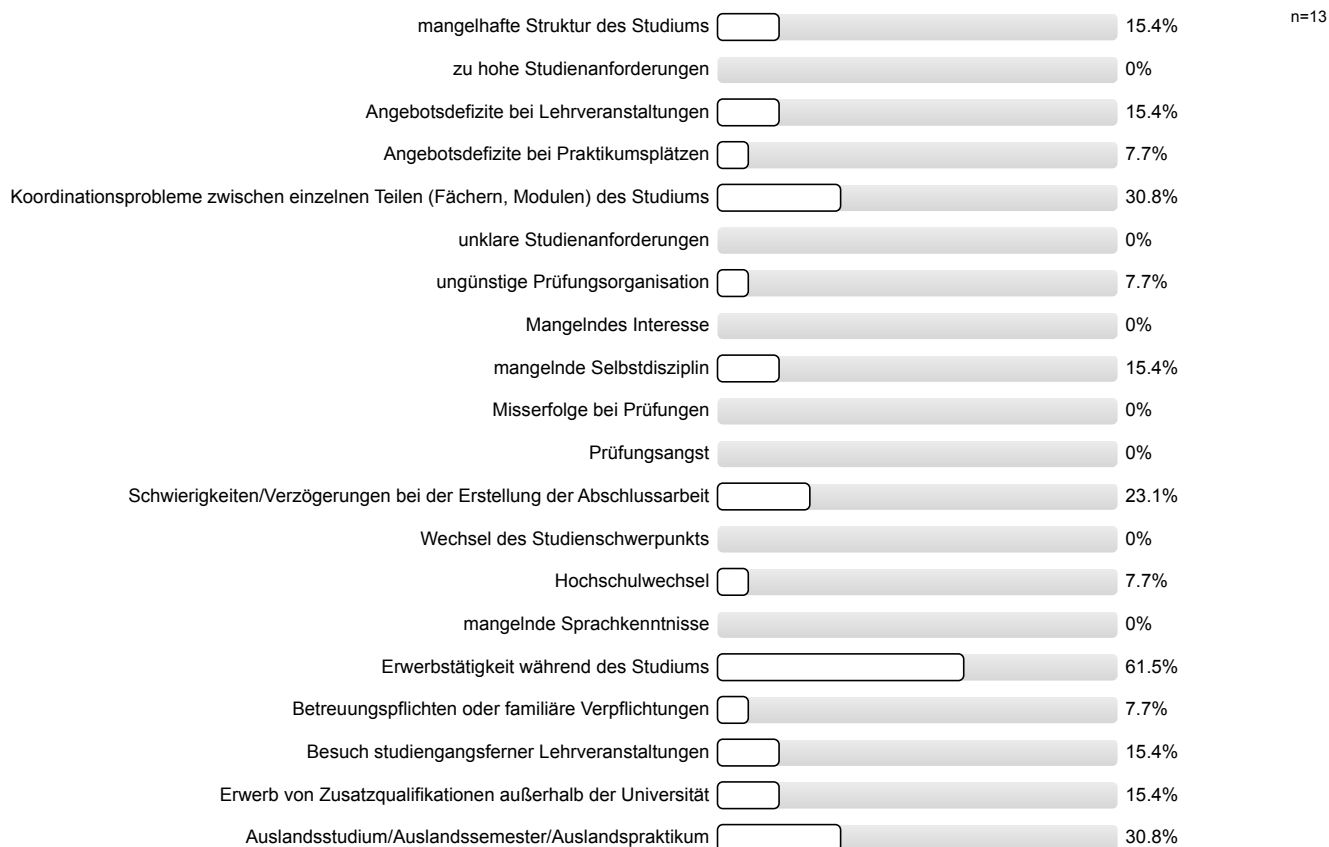 n=13
mangelhafte Struktur des Studiums 15.4%
zu hohe Studienanforderungen 0%
Angebotsdefizite bei Lehrveranstaltungen 15.4%
Angebotsdefizite bei Praktikumsplätzen 7.7%
Koordinationsprobleme zwischen einzelnen Teilen (Fächern, Modulen) des Studiums 30.8%
unklare Studienanforderungen 0%
ungünstige Prüfungsorganisation 7.7%
Mangelndes Interesse 0%
mangelnde Selbstdisziplin 15.4%
Misserfolge bei Prüfungen 0%
Prüfungsangst 0%
Schwierigkeiten/Verzögerungen bei der Erstellung der Abschlussarbeit 23.1%
Wechsel des Studienschwerpunkts 0%
Hochschulwechsel 7.7%
mangelnde Sprachkenntnisse 0%
Erwerbstätigkeit während des Studiums 61.5%
Betreuungspflichten oder familiäre Verpflichtungen 7.7%
Besuch studiengangsferner Lehrveranstaltungen 15.4%
Erwerb von Zusatzqualifikationen außerhalb der Universität 15.4%
Auslandsstudium/Auslandssemester/Auslandspraktikum 30.8%